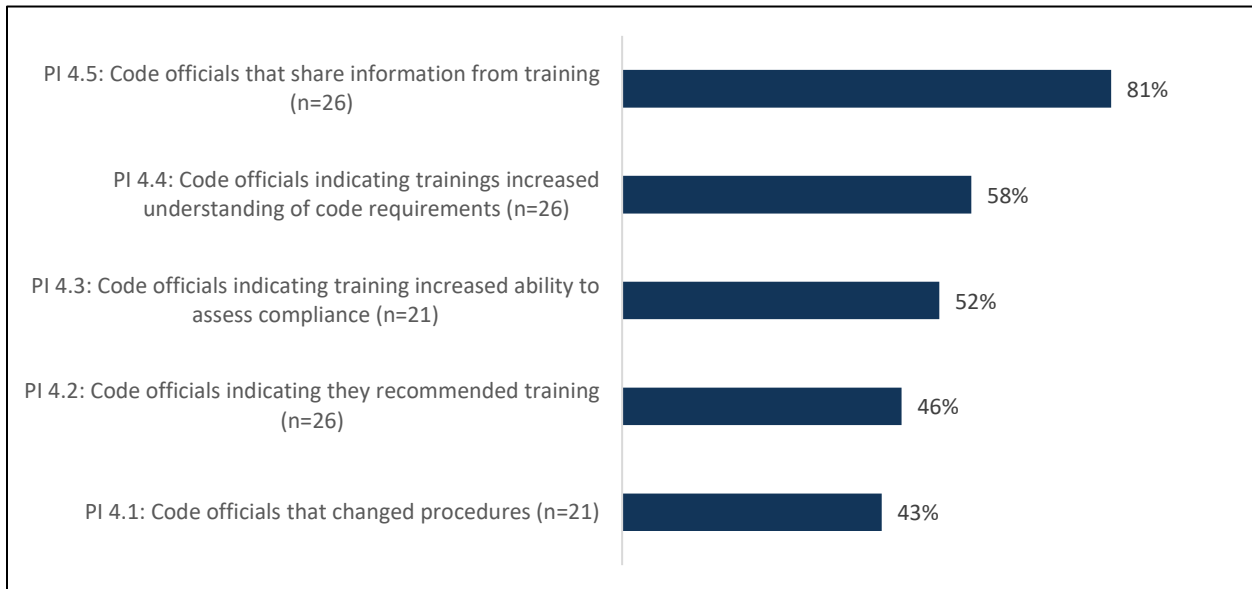 PI 4.5: Code officials that share information from training
(n=26)
81%
PI 4.4: Code officials indicating trainings increased
understanding of code requirements (n=26)
58%
PI 4.3: Code officials indicating training increased ability to
assess compliance (n=21)
52%
PI 4.2: Code officials indicating they recommended training
(n=26)
46%
PI 4.1: Code officials that changed procedures (n=21)
43%